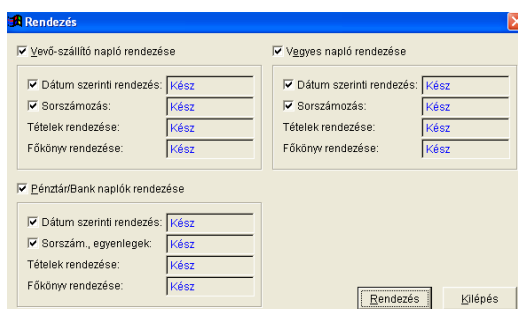 Rendezés
Vevő-szállító napló rendezése
Dátum szerinti rendezés: Kész
Sorszámozás: Kész
Tételek rendezése: Kész
Főkönyv rendezése: Kész
Vegyes napló rendezése
Dátum szerinti rendezés: Kész
Sorszámozás: Kész
Tételek rendezése: Kész
Főkönyv rendezése: Kész
Pénztár/Bank naplók rendezése
Dátum szerinti rendezés: Kész
Sorszám., egyenlegek: Kész
Tételek rendezése: Kész
Főkönyv rendezése: Kész
Rendezés Kilépés